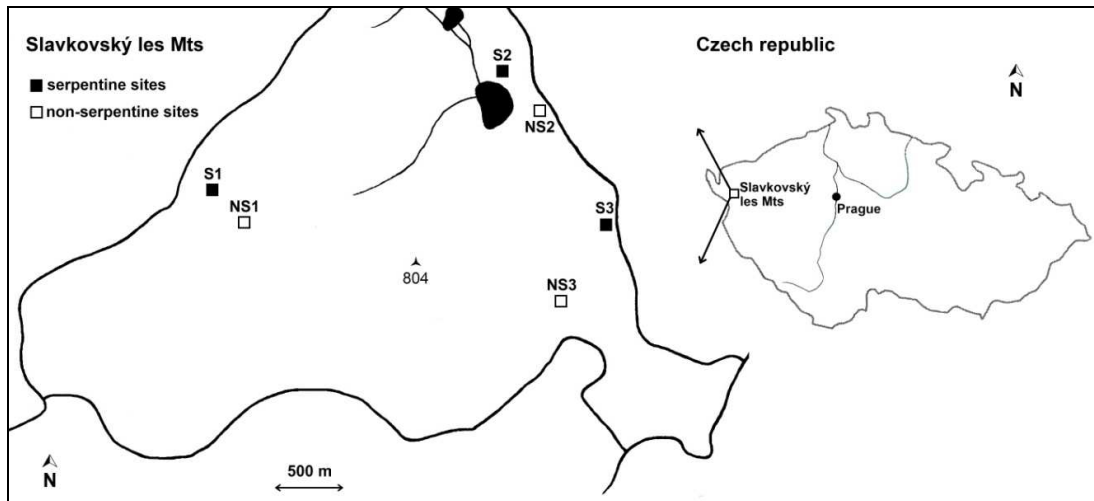 Slavkovský les Mts
serpentine sites
non-serpentine sites
S2
NS2
S1
NS1
S3
804
NS3
N
500 m
Czech republic
N
Slavkovský
les Mts
Prague